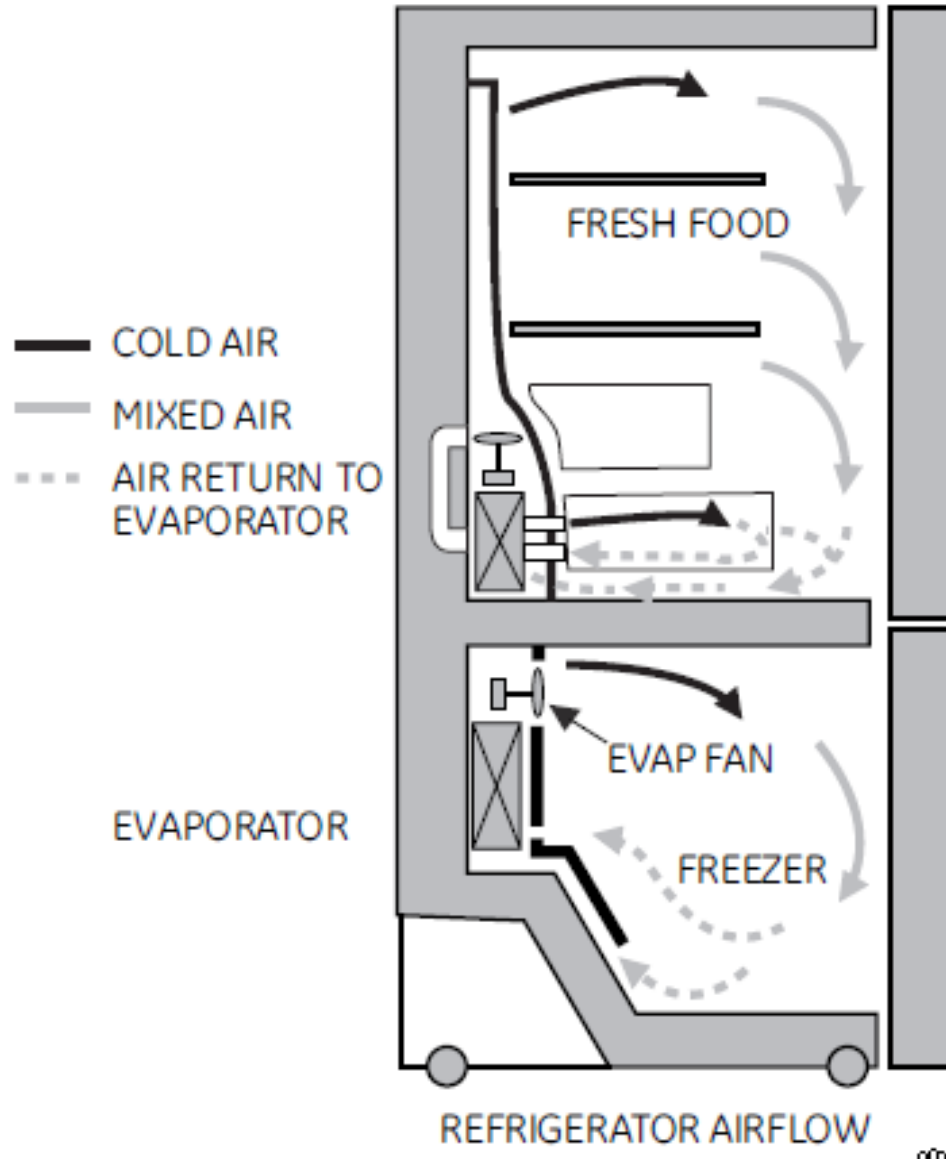 FRESH FOOD
COLD AIR
MIXED AIR
AIR RETURN TO
EVAPORATOR
EVAP FAN
EVAPORATOR
FREEZER
REFRIGERATOR AIRFLOW